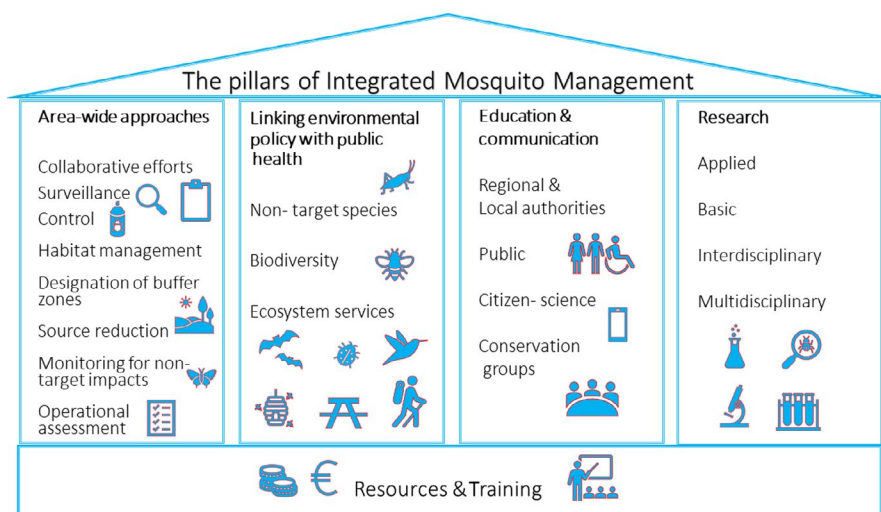 The pillars of Integrated Mosquito Management
Area-wide approaches
Collaborative efforts
Surveillance
Control
Habitat management
Designation of buffer
zones
Source reduction
Monitoring for non-
target impacts
Operational
assessment
Linking environmental
policy with public
health
Non- target species
Biodiversity
Ecosystem services
Education &
communication
Regional &
Local authorities
Public
Citizen- science
Conservation
groups
Research
Applied
Basic
Interdisciplinary
Multidisciplinary
€
Resources & Training